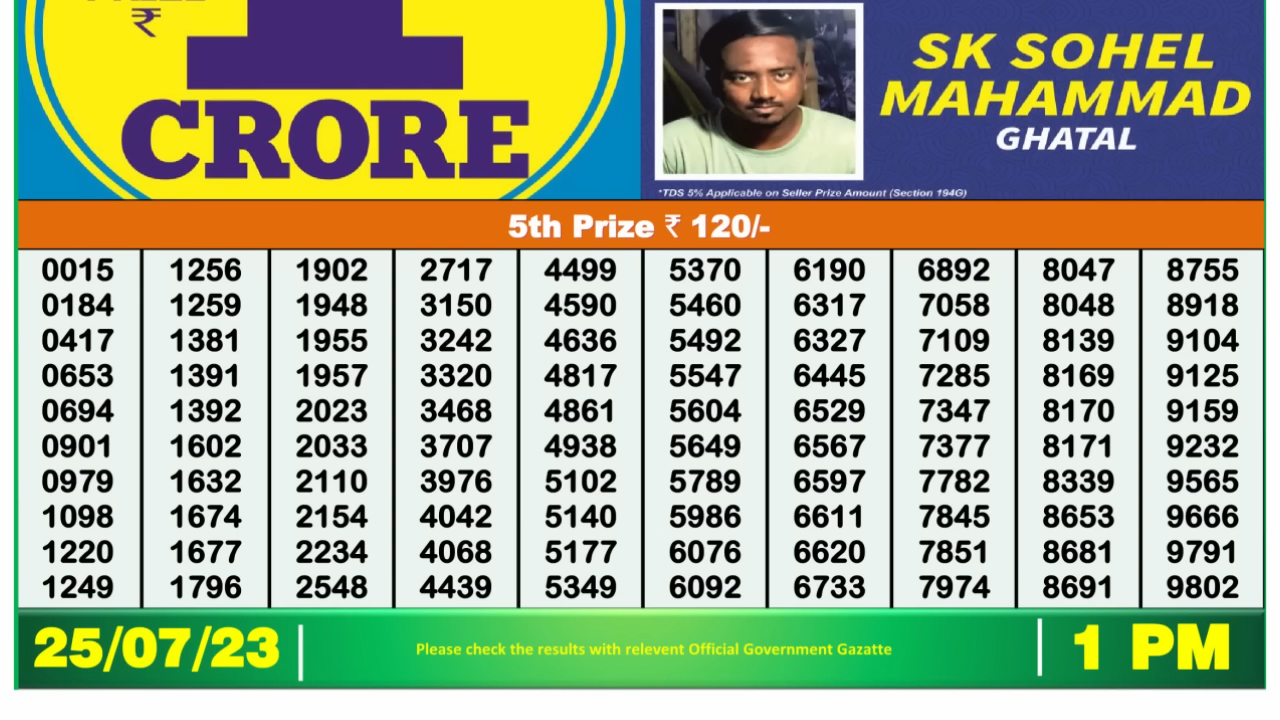 ₹
1
CRORE
SK SOHEL
MAHAMMAD
GHATAL
*TDS 5% Applicable on Seller Prize Amount (Section 194G)
5th Prize ₹ 120/-
0015 1256 1902 2717 4499 5370 6190 6892 8047 8755
0184 1259 1948 3150 4590 5460 6317 7058 8048 8918
0417 1381 1955 3242 4636 5492 6327 7109 8139 9104
0653 1391 1957 3320 4817 5547 6445 7285 8169 9125
0694 1392 2023 3468 4861 5604 6529 7347 8170 9159
0901 1602 2033 3707 4938 5649 6567 7377 8171 9232
0979 1632 2110 3976 5102 5789 6597 7782 8339 9565
1098 1674 2154 4042 5140 5986 6611 7845 8653 9666
1220 1677 2234 4068 5177 6076 6620 7851 8681 9791
1249 1796 2548 4439 5349 6092 6733 7974 8691 9802
25/07/23
Please check the results with relevent Official Government Gazatte
1 PM